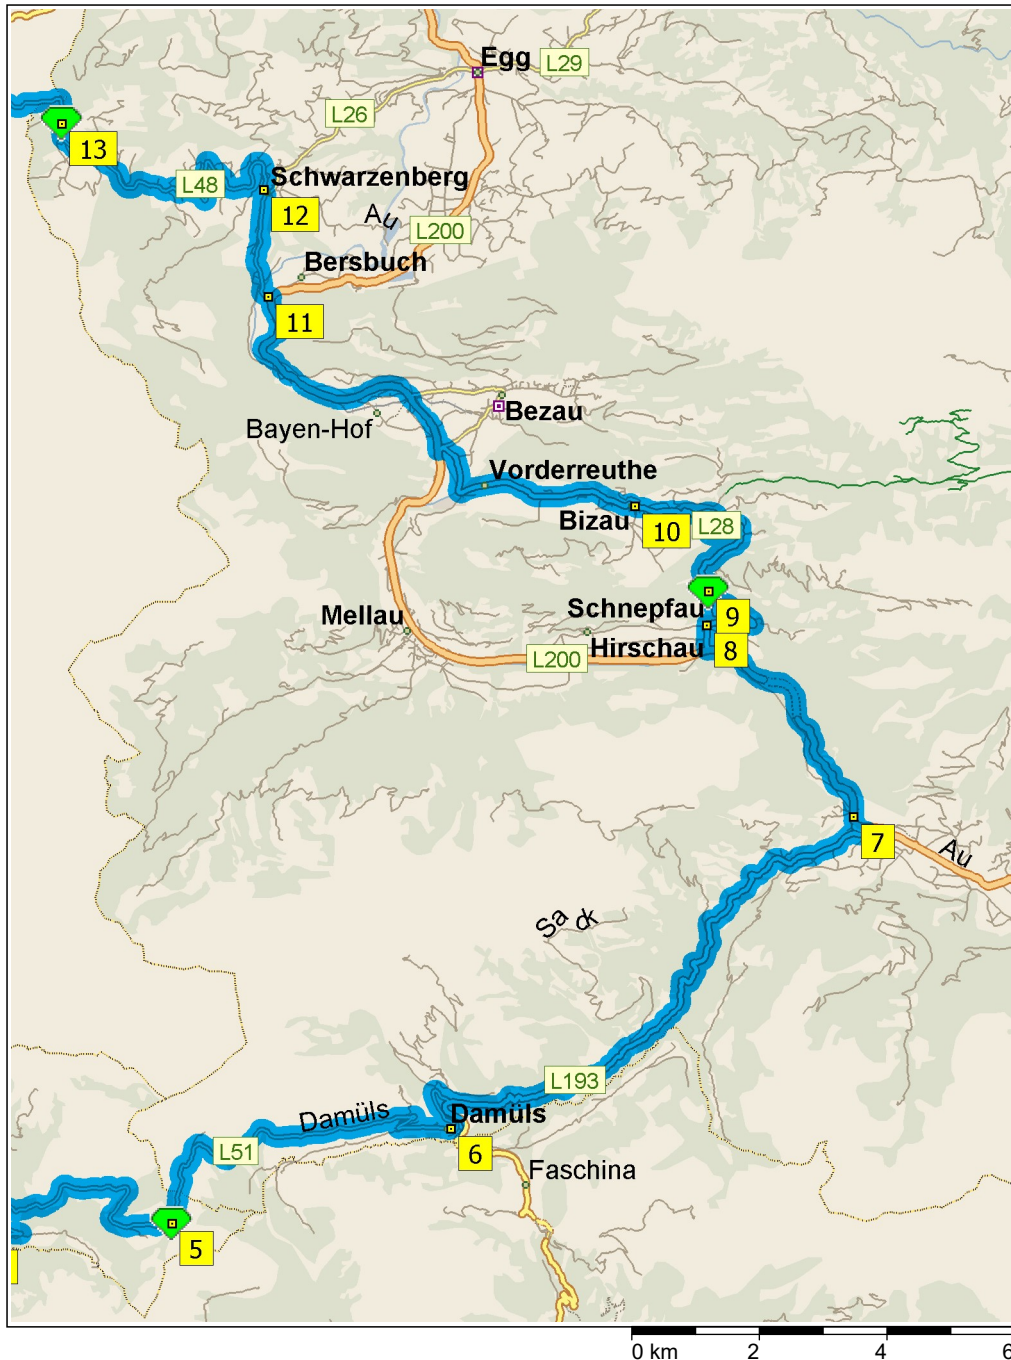 Egg
L29
L26
13
Schwarzenberg
L48
12
Au
L200
Bersbuch
11
Bezau
Bayen-Hof
Vorderreuthe
Bizau
10
L28
Schnepfau
9
Mellau
Hirschau
8
L200
7
Au
Sack
L193
Damüls
Damüls
L51
6
Faschina
5
0 km
2
4
6